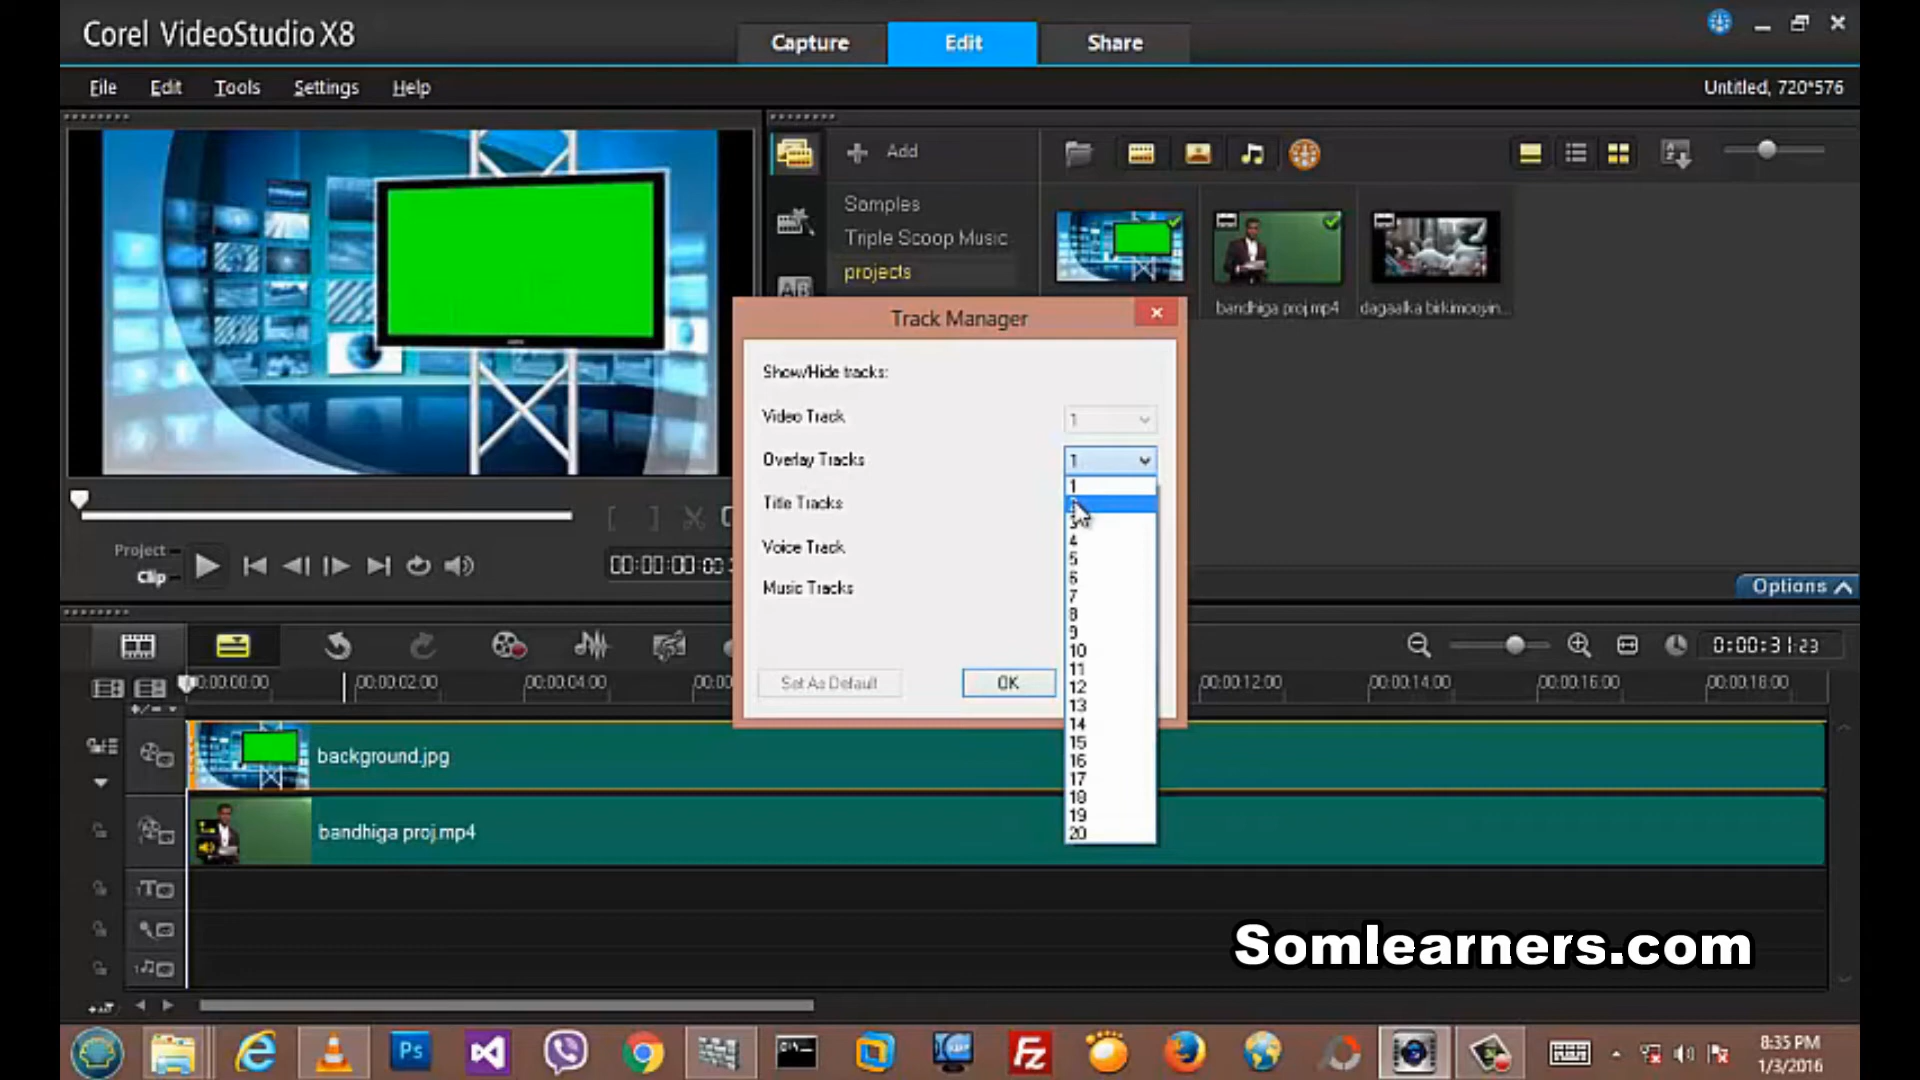 Corel VideoStudio X8
Capture
Edit
Share
File
Edit
Tools
Settings
Help
Untitled, 720*576
Add
Samples
Triple Scoop Music
projects
bandhiga proj.mp4
dagaalka birkimooyin...
Track Manager
Show/Hide tracks:
Video Track
1
Overlay Tracks
1
Title Tracks
Voice Track
Music Tracks
1
3
4
5
6
7
8
9
10
11
12
13
14
15
16
17
18
19
20
Set As Default
OK
Project
Clip
00:00:00:00
Options
0:00:31:23
00:00:00:00
00:00:02:00
00:00:04:00
00:00:12:00
00:00:14:00
00:00:16:00
00:00:18:00
background.jpg
bandhiga proj.mp4
Somlearners.com
Ps
Fz
8:35 PM
1/3/2016